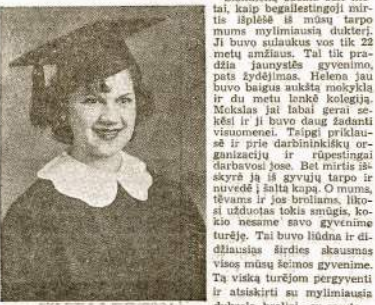 tai, kaip begailestingoji mir-
tis išplėšė iš mūsų tarpo
mums mylimiausią dukterį.
Ji buvo sulaukus vos tik 22
metų amžiaus. Tai tik pra-
džia jaunystės gyvenimo,
pats žydėjimas. Helena jau
buvo baigus aukštą mokyklą
ir du metu lankė kolegiją.
Mokslas jai labai gerai se-
kėsi ir ji buvo daug žadanti
visuomenei. Taipgi priklau-
sė ir prie darbininkiškų or-
ganizacijų ir rūpestingai
darbavosi jose. Bet mirtis iš-
skyrė ją iš gyvųjų tarpo ir
nuvedė į šaltą kapą. O mums,
tėvams ir jos broliams, liko-
si užduotas tokis smūgis, ko-
kio nesame savo gyvenime
turėję. Tai buvo liūdna ir di-
džiausias širdies skausmas
visos mūsų šeimos gyvenime.
Tą viską turėjom pergyventi
ir atsiskirti su mylimiausia